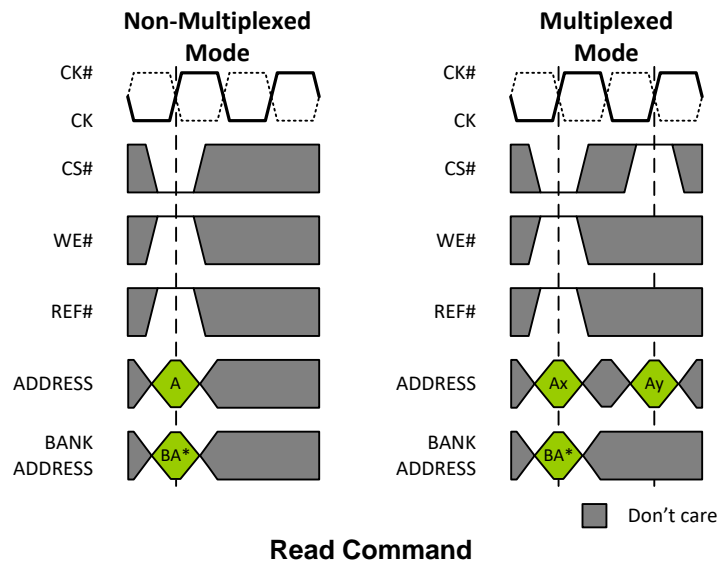 Non-Multiplexed
Mode
CK#
CK
CS#
WE#
REF#
ADDRESS
A
BANK
ADDRESS
BA*
Multiplexed
Mode
CK#
CK
CS#
WE#
REF#
ADDRESS
Ax
Ay
BANK
ADDRESS
BA*
Don't care
Read Command